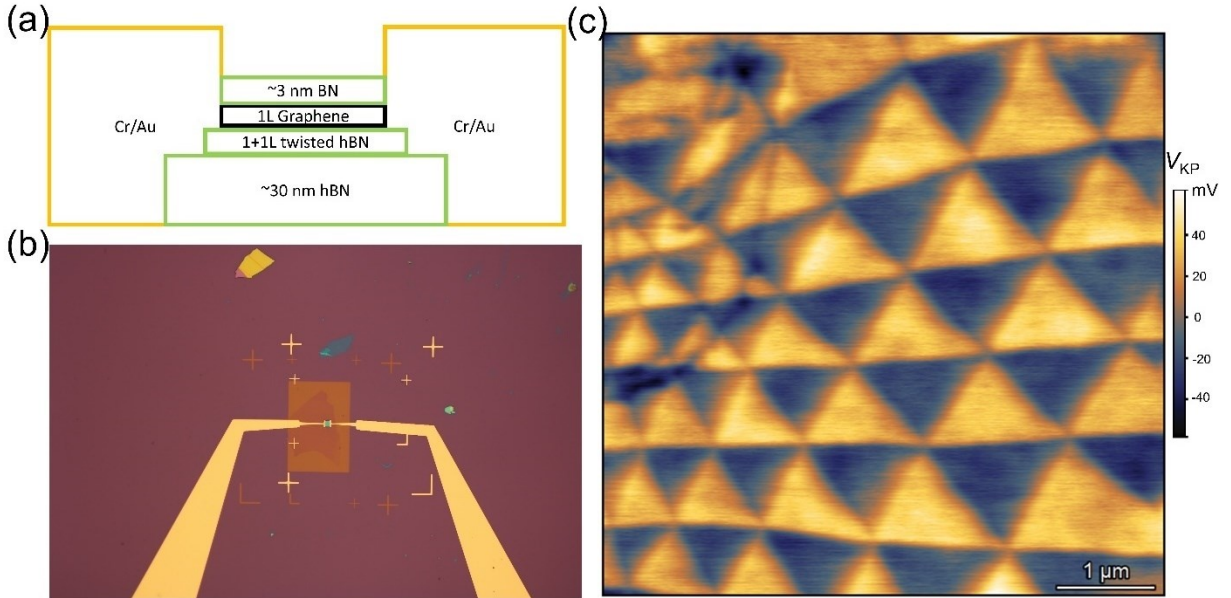 (a)
~3 nm BN
1L Graphene
1+1L twisted hBN
~30 nm hBN
Cr/Au
Cr/Au
(b)
(c)
V_KP
mV
40
20
0
-20
-40
1 µm